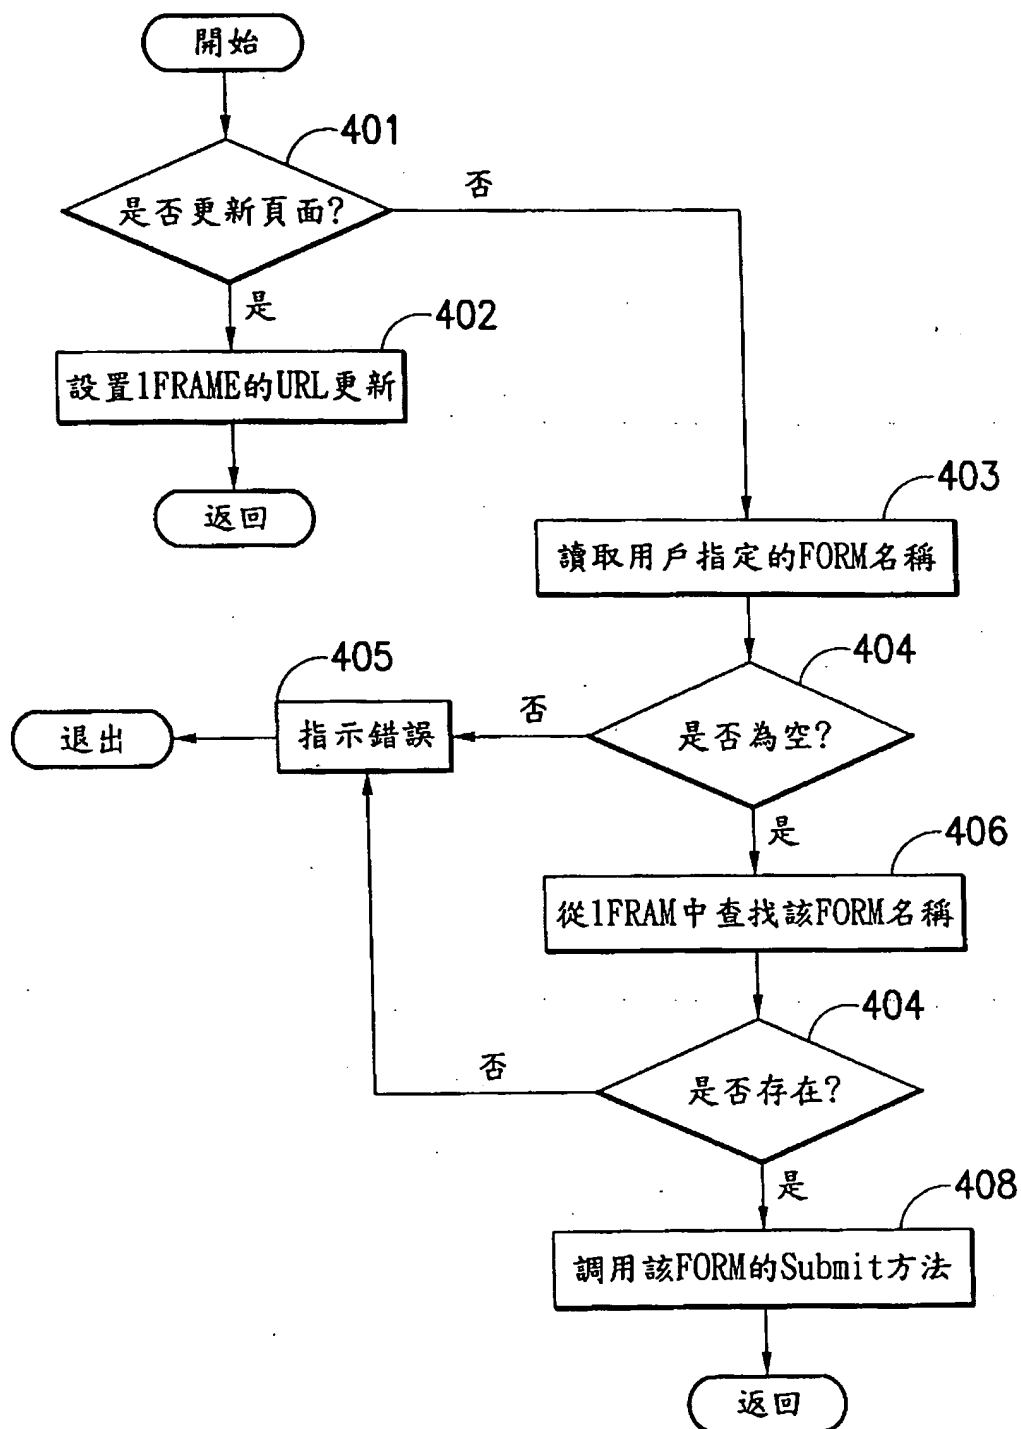 開始
401
是否更新頁面?
否
是
402
設置1FRAME的URL更新
返回
403
讀取用戶指定的FORM名稱
404
是否為空?
否
405
指示錯誤
退出
是
406
從1FRAM中查找該FORM名稱
404
是否存在?
否
是
408
調用該FORM的Submit方法
返回